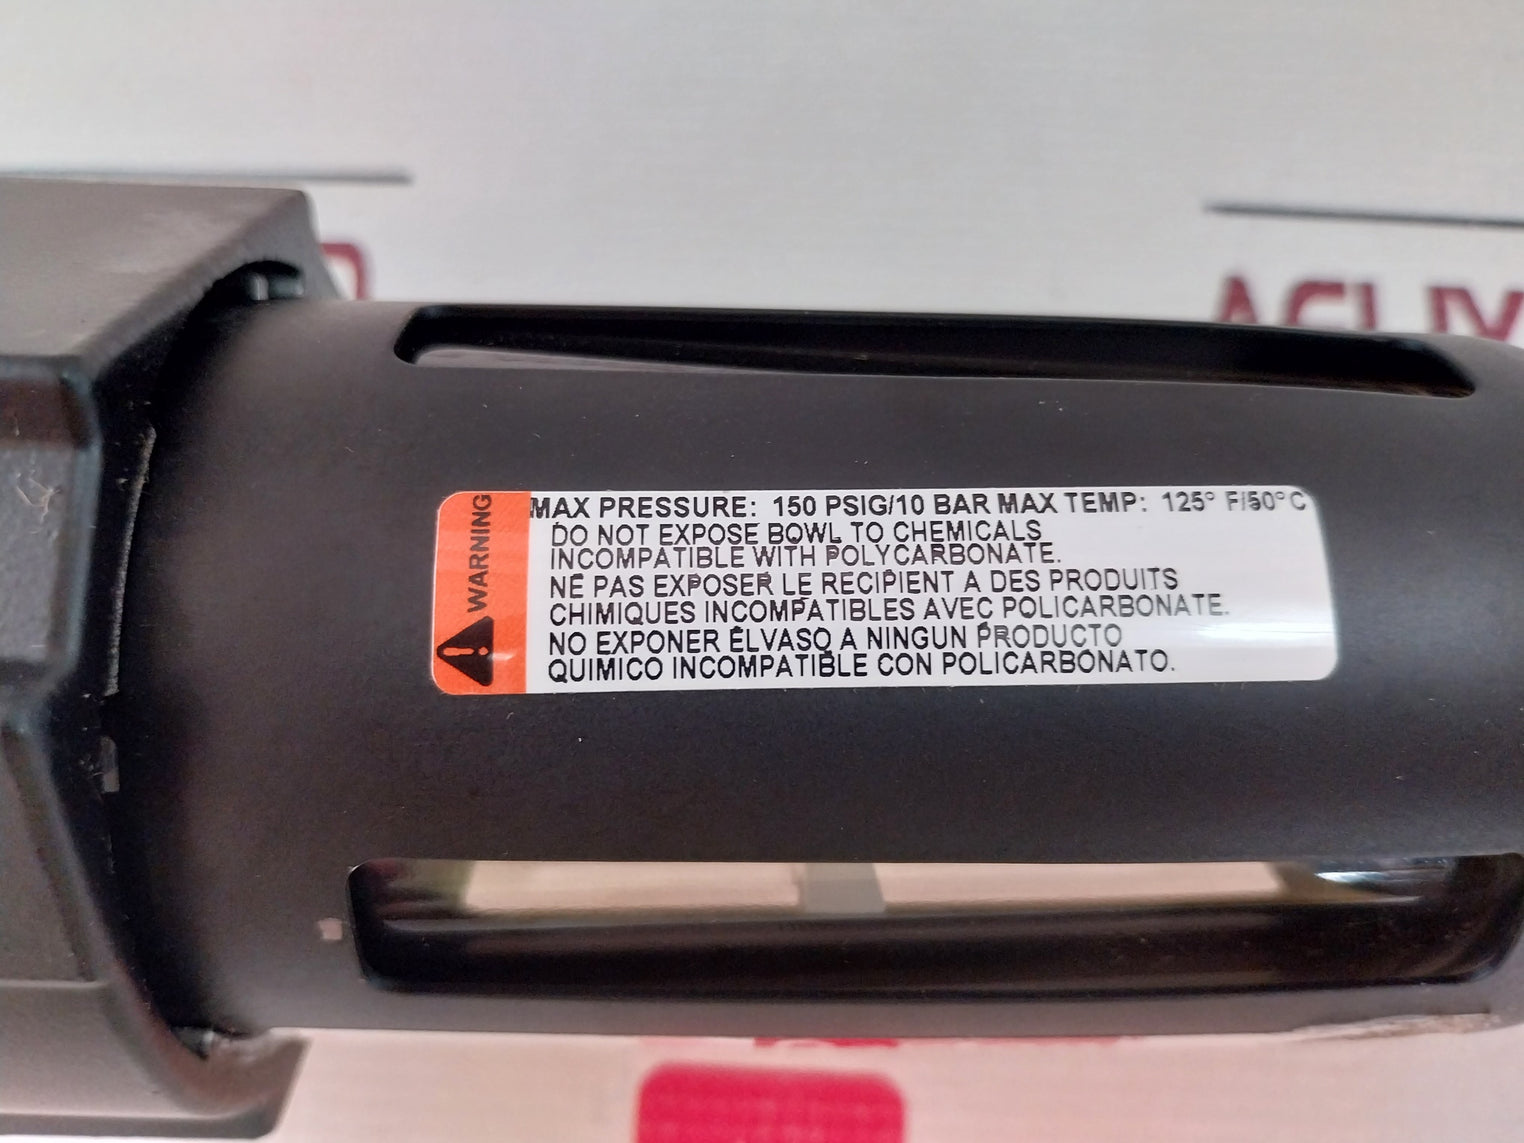 WARNING
MAX PRESSURE: 150 PSIG/10 BAR MAX TEMP: 125° F/50°C
DO NOT EXPOSE BOWL TO CHEMICALS
INCOMPATIBLE WITH POLYCARBONATE.
NE PAS EXPOSER LE RECIPIENT A DES PRODUITS
CHIMIQUES INCOMPATIBLES AVEC POLICARBONATE.
NO EXPONER ELVASO A NINGUN PRODUCTO
QUIMICO INCOMPATIBLE CON POLICARBONATO.